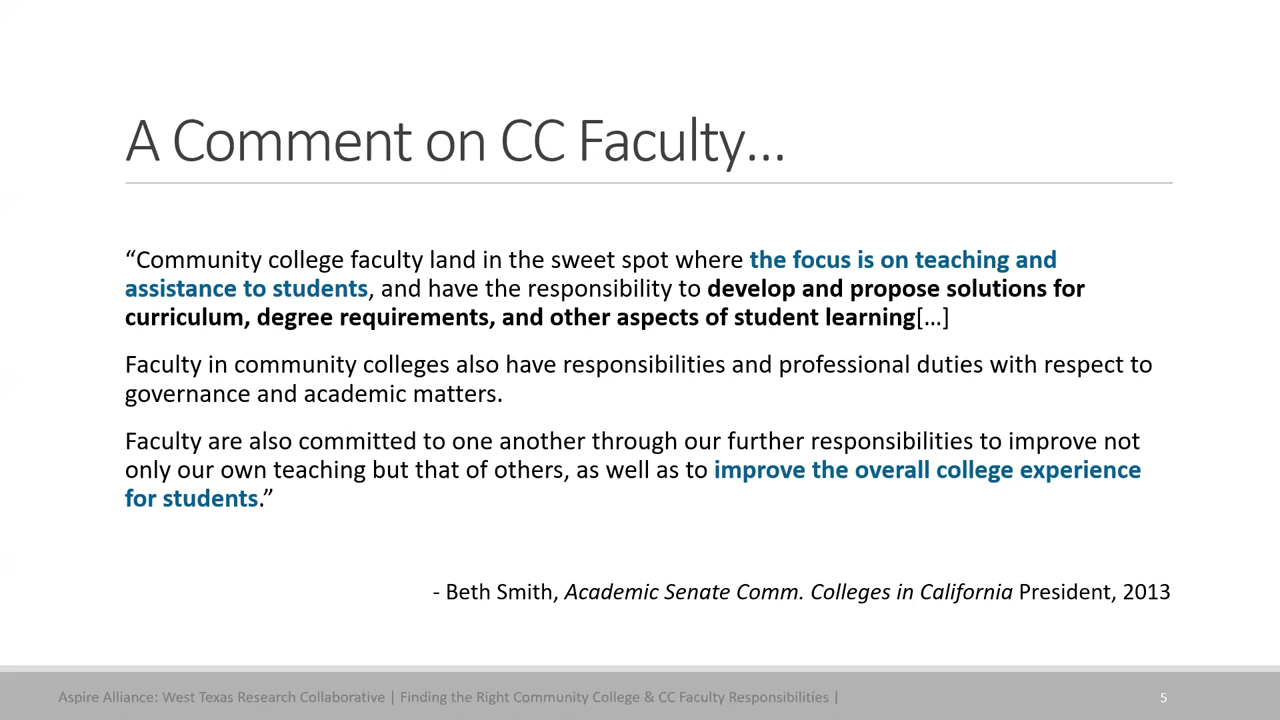 A Comment on CC Faculty…
“Community college faculty land in the sweet spot where the focus is on teaching and
assistance to students, and have the responsibility to develop and propose solutions for
curriculum, degree requirements, and other aspects of student learning[…]
Faculty in community colleges also have responsibilities and professional duties with respect to
governance and academic matters.
Faculty are also committed to one another through our further responsibilities to improve not
only our own teaching but that of others, as well as to improve the overall college experience
for students.”
- Beth Smith, Academic Senate Comm. Colleges in California President, 2013
Aspire Alliance: West Texas Research Collaborative | Finding the Right Community College & CC Faculty Responsibilities | 5